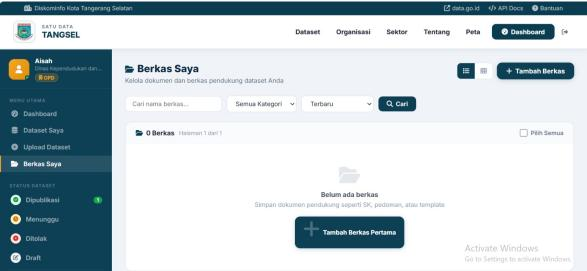 Diskominfo Kota Tangerang Selatan
data.go.id
</> API Docs
Bantuan
SATU DATA
TANGSEL
Dataset
Organisasi
Sektor
Tentang
Peta
Dashboard
Aisah
Dinas Kependudukan dan...
OPD
MENU UTAMA
Dashboard
Dataset Saya
Upload Dataset
Berkas Saya
STATUS DATASET
Dipublikasi 1
Menunggu
Ditolak
Draft
Berkas Saya
Kelola dokumen dan berkas pendukung dataset Anda
+ Tambah Berkas
Cari nama berkas...
Semua Kategori
Terbaru
Cari
0 Berkas Halaman 1 dari 1
Pilih Semua
Belum ada berkas
Simpan dokumen pendukung seperti SK, pedoman, atau template
+ Tambah Berkas Pertama
Activate Windows
Go to Settings to activate Windows.